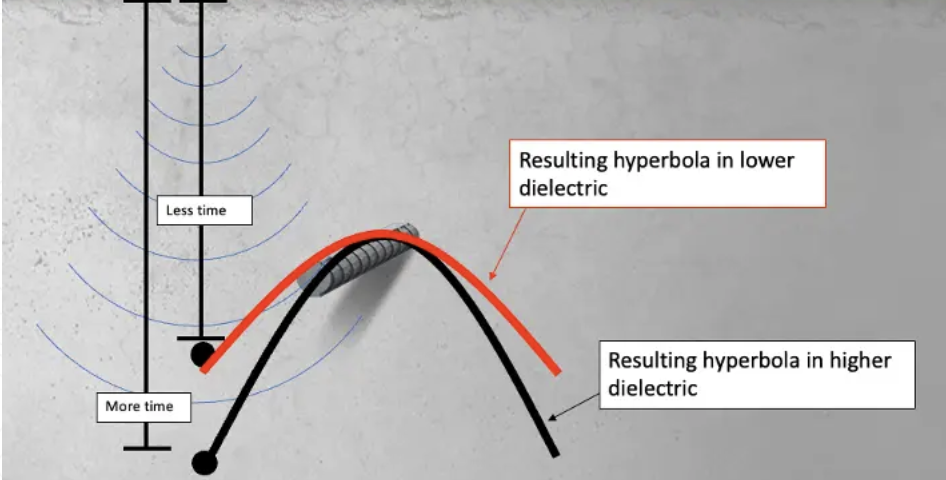 Less time
Resulting hyperbola in lower
dielectric
Resulting hyperbola in higher
dielectric
More time